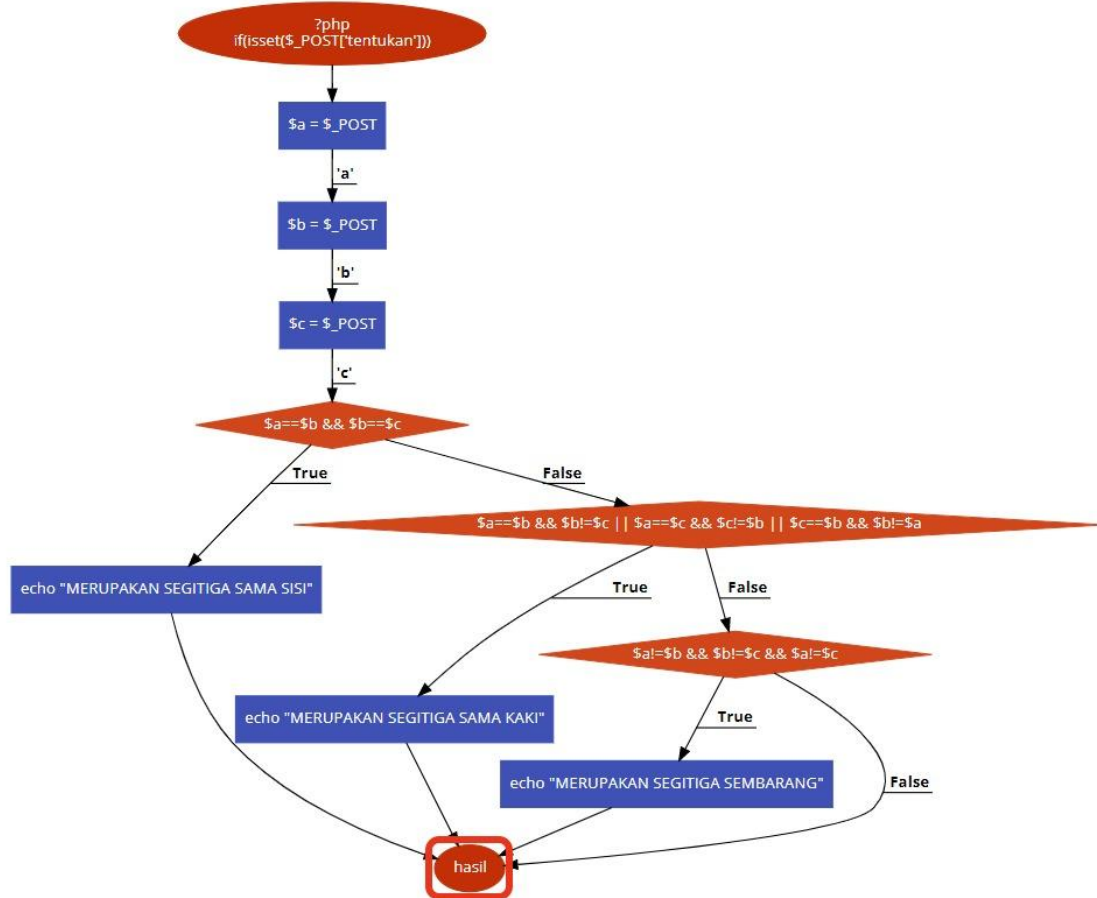 ?php
if(isset($_POST['tentukan']))
$a = $_POST
'a'
$b = $_POST
'b'
$c = $_POST
'c'
$a==$b && $b==$c
True
False
$a==$b && $b!=$c || $a==$c && $c!=$b || $c==$b && $b!=$a
echo "MERUPAKAN SEGITIGA SAMA SISI"
True
False
$a!=$b && $b!=$c && $a!=$c
echo "MERUPAKAN SEGITIGA SAMA KAKI"
True
echo "MERUPAKAN SEGITIGA SEMBARANG"
False
hasil